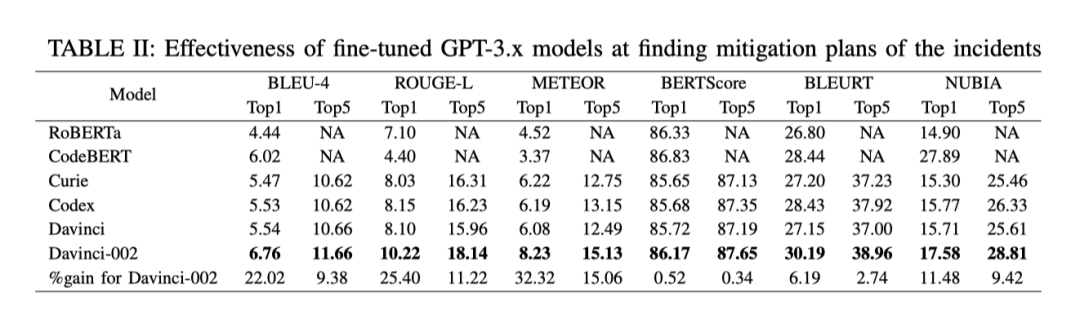 TABLE II: Effectiveness of fine-tuned GPT-3.x models at finding mitigation plans of the incidents
Model BLEU-4 ROUGE-L METEOR BERTScore BLEURT NUBIA
Top1 Top5 Top1 Top5 Top1 Top5 Top1 Top5 Top1 Top5 Top1 Top5
RoBERTa 4.44 NA 7.10 NA 4.52 NA 86.33 NA 26.80 NA 14.90 NA
CodeBERT 6.02 NA 4.40 NA 3.37 NA 86.83 NA 28.44 NA 27.89 NA
Curie 5.47 10.62 8.03 16.31 6.22 12.75 85.65 87.13 27.20 37.23 15.30 25.46
Codex 5.53 10.62 8.15 16.23 6.19 13.15 85.68 87.35 28.43 37.92 15.77 26.33
Davinci 5.54 10.66 8.10 15.96 6.08 12.49 85.72 87.19 27.15 37.00 15.71 25.61
Davinci-002 6.76 11.66 10.22 18.14 8.23 15.13 86.17 87.65 30.19 38.96 17.58 28.81
%gain for Davinci-002 22.02 9.38 25.40 11.22 32.32 15.06 0.52 0.34 6.19 2.74 11.48 9.42